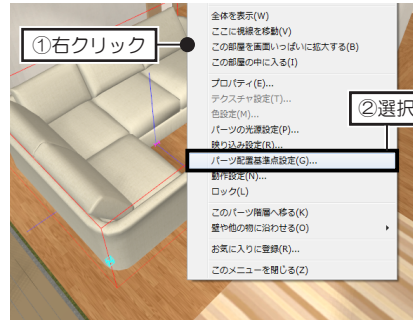 ①右クリック
②選択
全体を表示(W)
ここに視線を移動(V)
この部屋を画面いっぱいに拡大する(B)
この部屋の中に入る(I)
プロパティ(E)...
テクスチャ設定(T)...
色設定(M)...
パーツの光源設定(P)...
映り込み設定(R)...
パーツ配置基準点設定(G)...
動作設定(N)...
ロック(L)
このパーツ階層へ移る(K)
壁や他の物に沿わせる(O)
お気に入りに登録(R)...
このメニューを閉じる(Z)